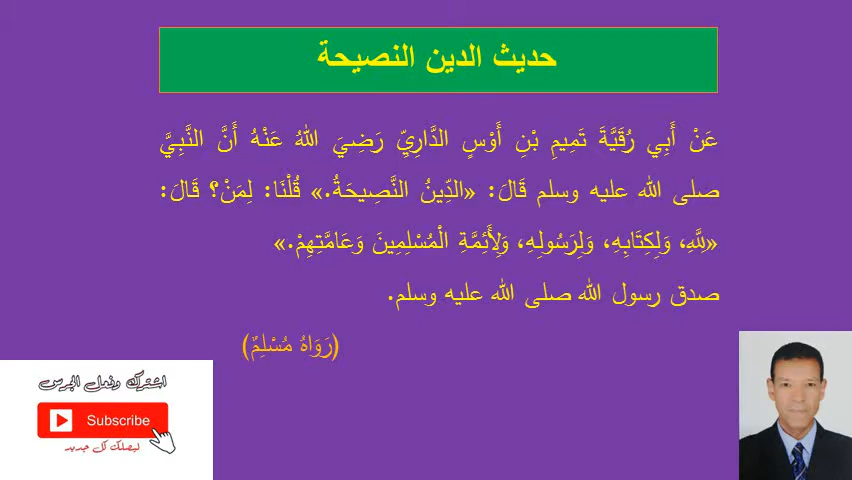 حديث الدين النصيحة
عَنْ أَبِي رُقَيَّةَ تَمِيمِ بْنِ أَوْسٍ الدَّارِيِّ رَضِيَ اللهُ عَنْهُ أَنَّ النَّبِيَّ
صلى الله عليه وسلم قَالَ: «الدِّينُ النَّصِيحَةُ.» قُلْنَا: لِمَنْ؟ قَالَ:
«لِلَّهِ، وَلِكِتَابِهِ، وَلِرَسُولِهِ، وَلِأَئِمَّةِ الْمُسْلِمِينَ وَعَامَّتِهِمْ.»
صدق رسول الله صلى الله عليه وسلم.
(رَوَاهُ مُسْلِمٌ)
اشترك وفعل الجرس
Subscribe
ليصلك كل جديد